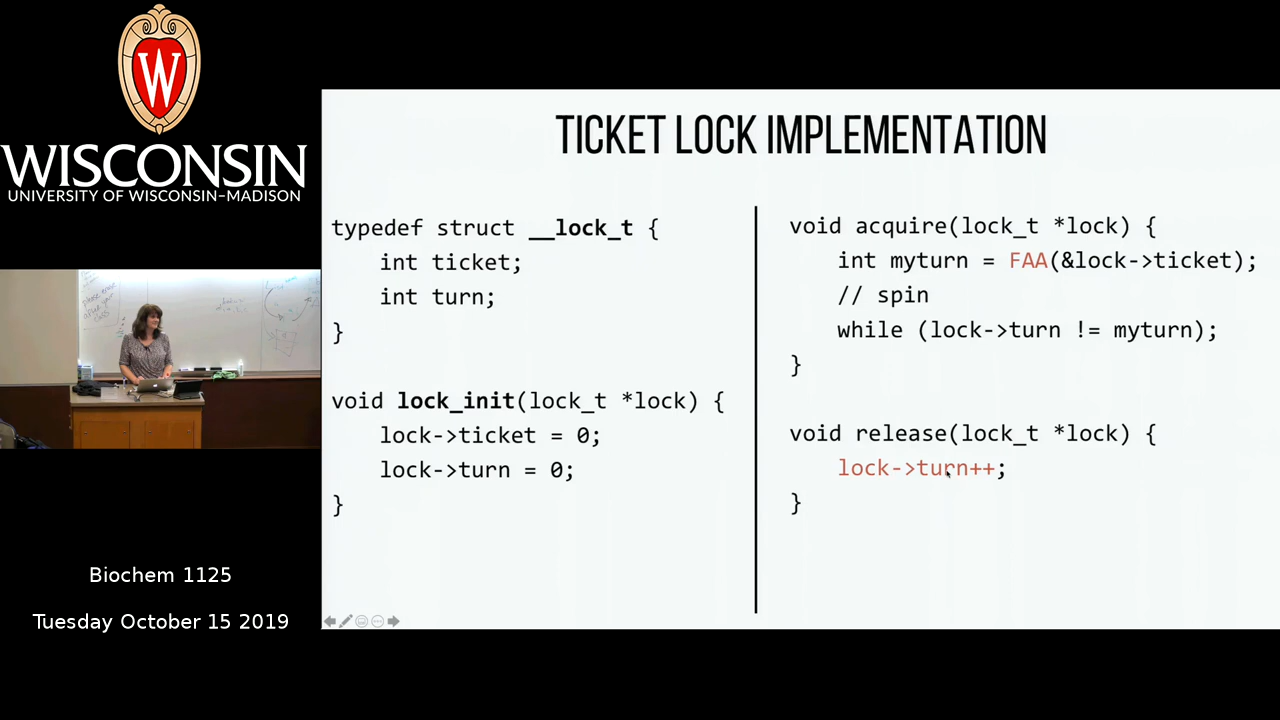 W
WISCONSIN
UNIVERSITY OF WISCONSIN–MADISON
Biochem 1125
Tuesday October 15 2019
TICKET LOCK IMPLEMENTATION
typedef struct __lock_t {
int ticket;
int turn;
}
void lock_init(lock_t *lock) {
lock->ticket = 0;
lock->turn = 0;
}
void acquire(lock_t *lock) {
int myturn = FAA(&lock->ticket);
// spin
while (lock->turn != myturn);
}
void release(lock_t *lock) {
lock->turn++;
}